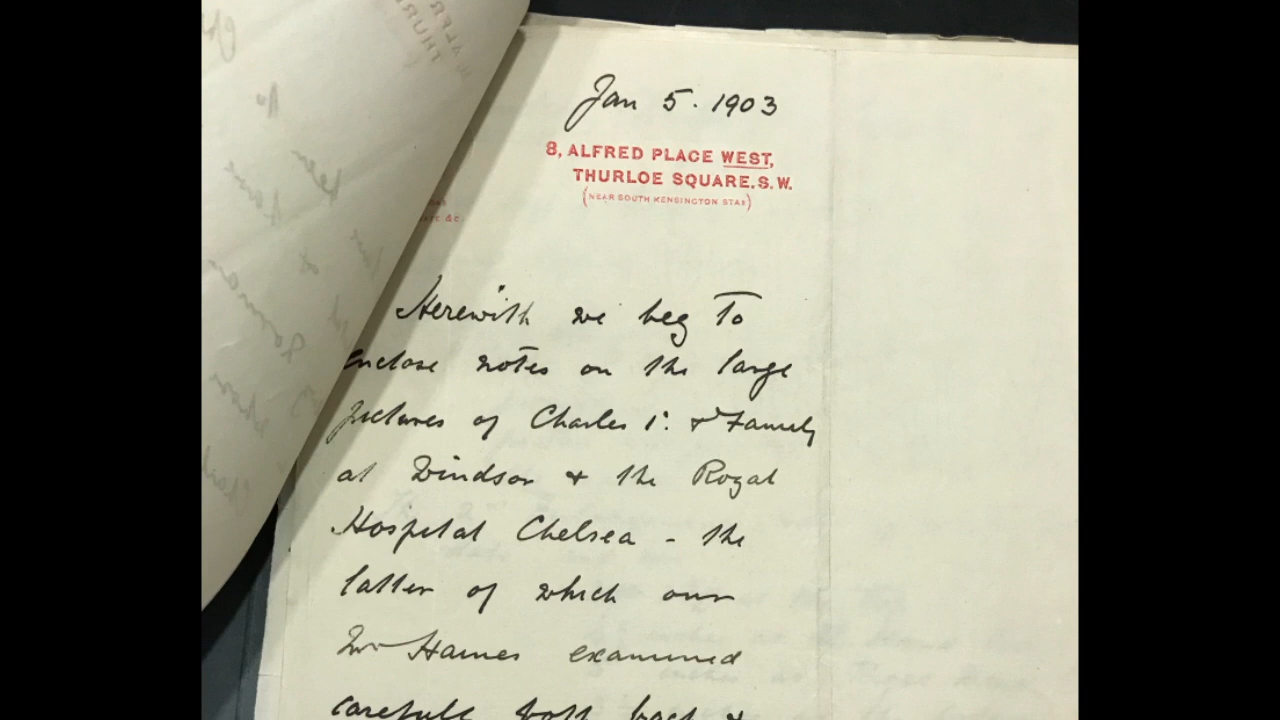 Jan 5. 1903
8, ALFRED PLACE WEST,
THURLOE SQUARE. S. W.
(NEAR SOUTH KENSINGTON STAN)
&c.
Herewith we beg to
enclose notes on the large
pictures of Charles 1st & Family
at Windsor & the Royal
Hospital Chelsea - the
latter of which our
Mr Haines examined